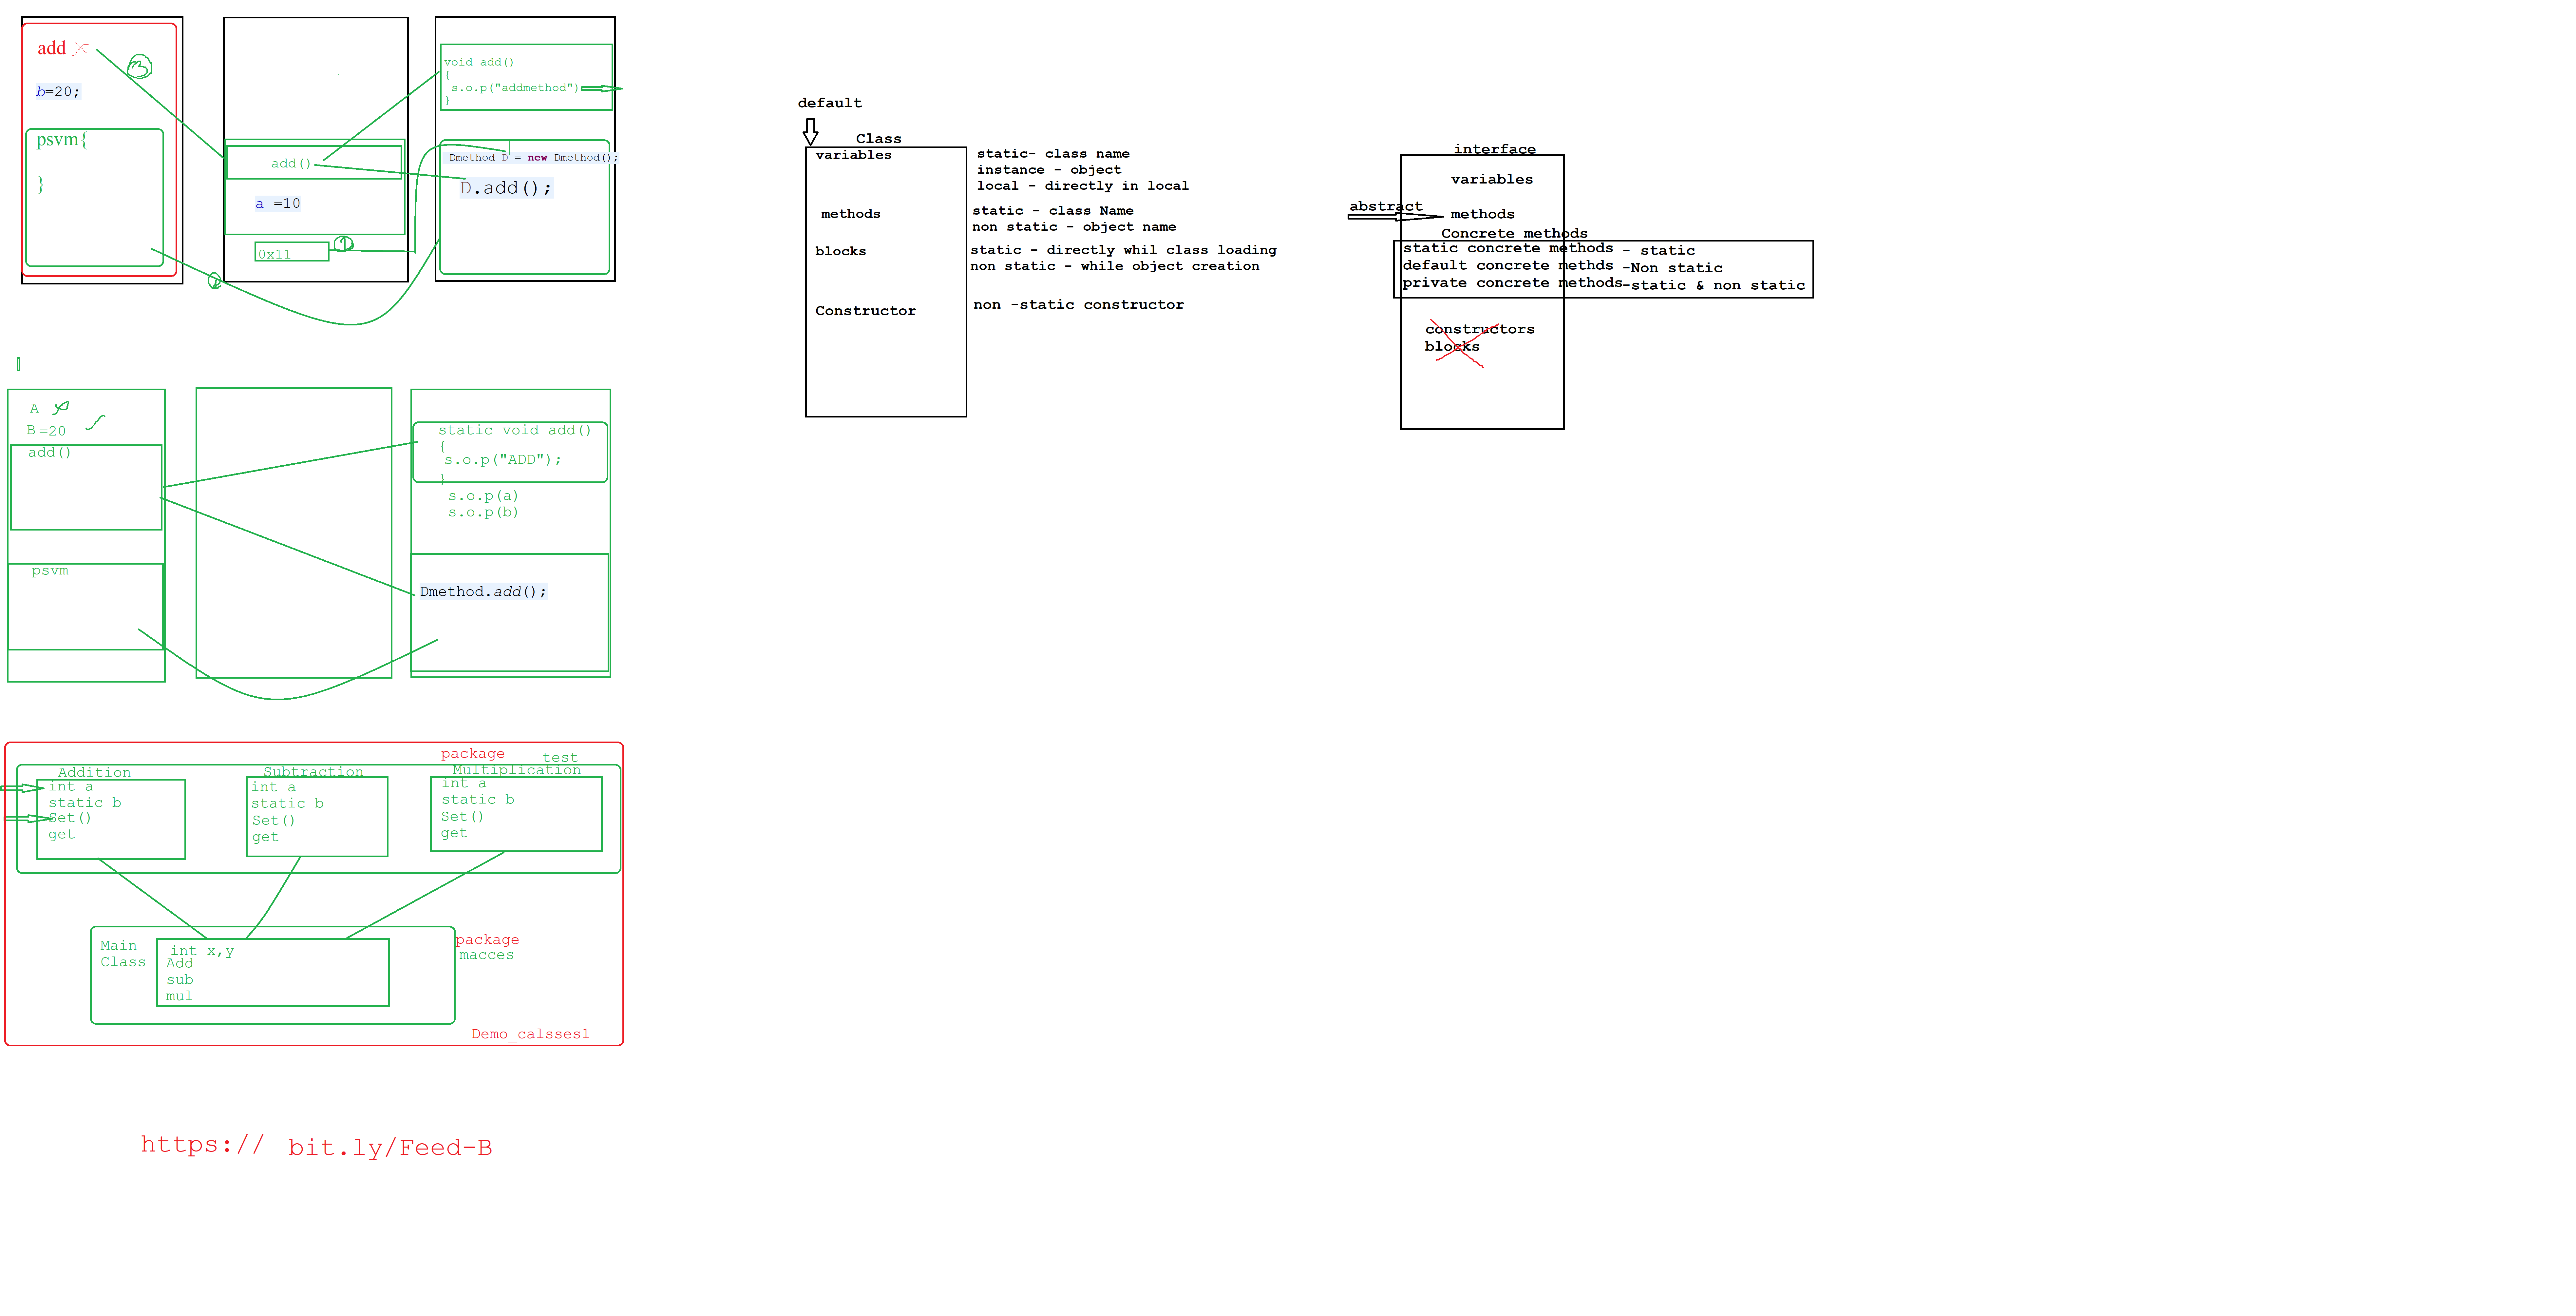 add
b=20;
psvm{
}
3
add()
a =10
0x11
1
2
void add()
{
s.o.p("addmethod")
}
Dmethod D = new Dmethod();
D.add();
A
B=20
add()
psvm
static void add()
{
s.o.p("ADD");
}
s.o.p(a)
s.o.p(b)
Dmethod.add();
package test
Addition
int a
static b
Set()
get
Subtraction
int a
static b
Set()
get
Multiplication
int a
static b
Set()
get
Main
Class
int x,y
Add
sub
mul
package
macces
Demo_calsses1
https:// bit.ly/Feed-B
default
Class
variables
static- class name
instance - object
local - directly in local
methods
static - class Name
non static - object name
blocks
static - directly whil class loading
non static - while object creation
Constructor
non -static constructor
interface
variables
abstract
methods
Concrete methods
static concrete methods - static
default concrete methds -Non static
private concrete methods-static & non static
constructors
blocks